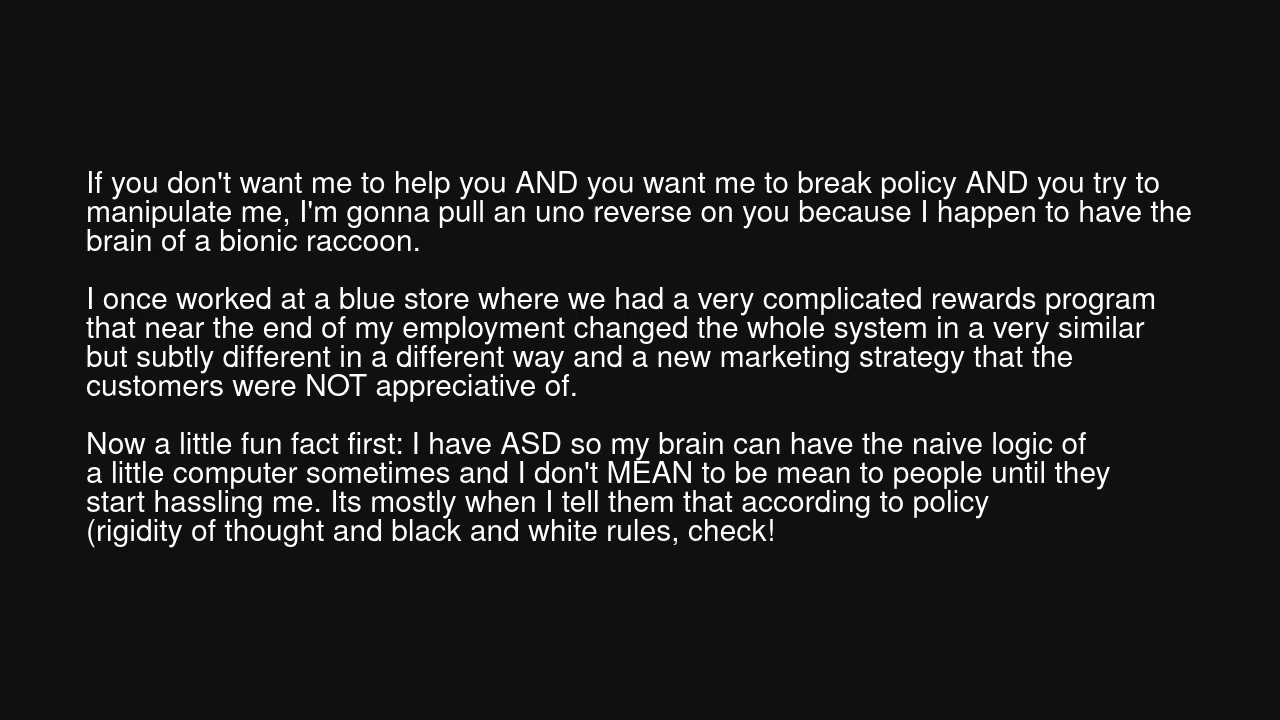 If you don't want me to help you AND you want me to break policy AND you try to
manipulate me, I'm gonna pull an uno reverse on you because I happen to have the
brain of a bionic raccoon.
I once worked at a blue store where we had a very complicated rewards program
that near the end of my employment changed the whole system in a very similar
but subtly different in a different way and a new marketing strategy that the
customers were NOT appreciative of.
Now a little fun fact first: I have ASD so my brain can have the naive logic of
a little computer sometimes and I don't MEAN to be mean to people until they
start hassling me. Its mostly when I tell them that according to policy
(rigidity of thought and black and white rules, check!